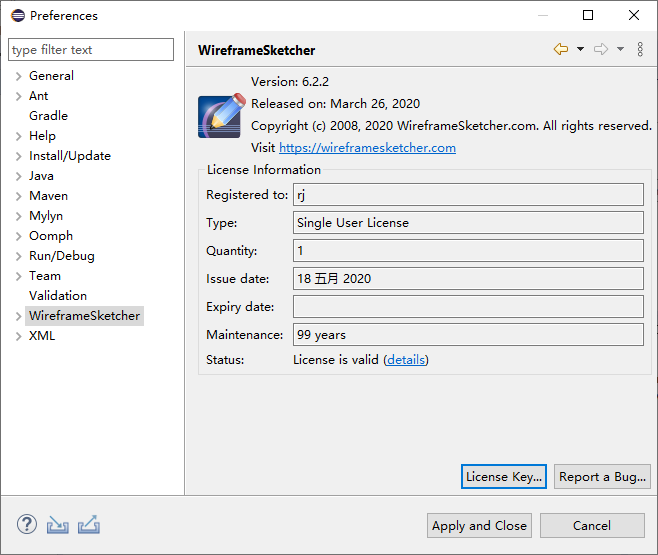 Preferences
type filter text
General
Ant
Gradle
Help
Install/Update
Java
Maven
Mylyn
Oomph
Run/Debug
Team
Validation
WireframeSketcher
XML
WireframeSketcher
Version: 6.2.2
Released on: March 26, 2020
Copyright (c) 2008, 2020 WireframeSketcher.com. All rights reserved.
Visit https://wireframesketcher.com
License Information
Registered to: rj
Type: Single User License
Quantity: 1
Issue date: 18 五月 2020
Expiry date:
Maintenance: 99 years
Status: License is valid (details)
License Key... Report a Bug...
? Apply and Close Cancel